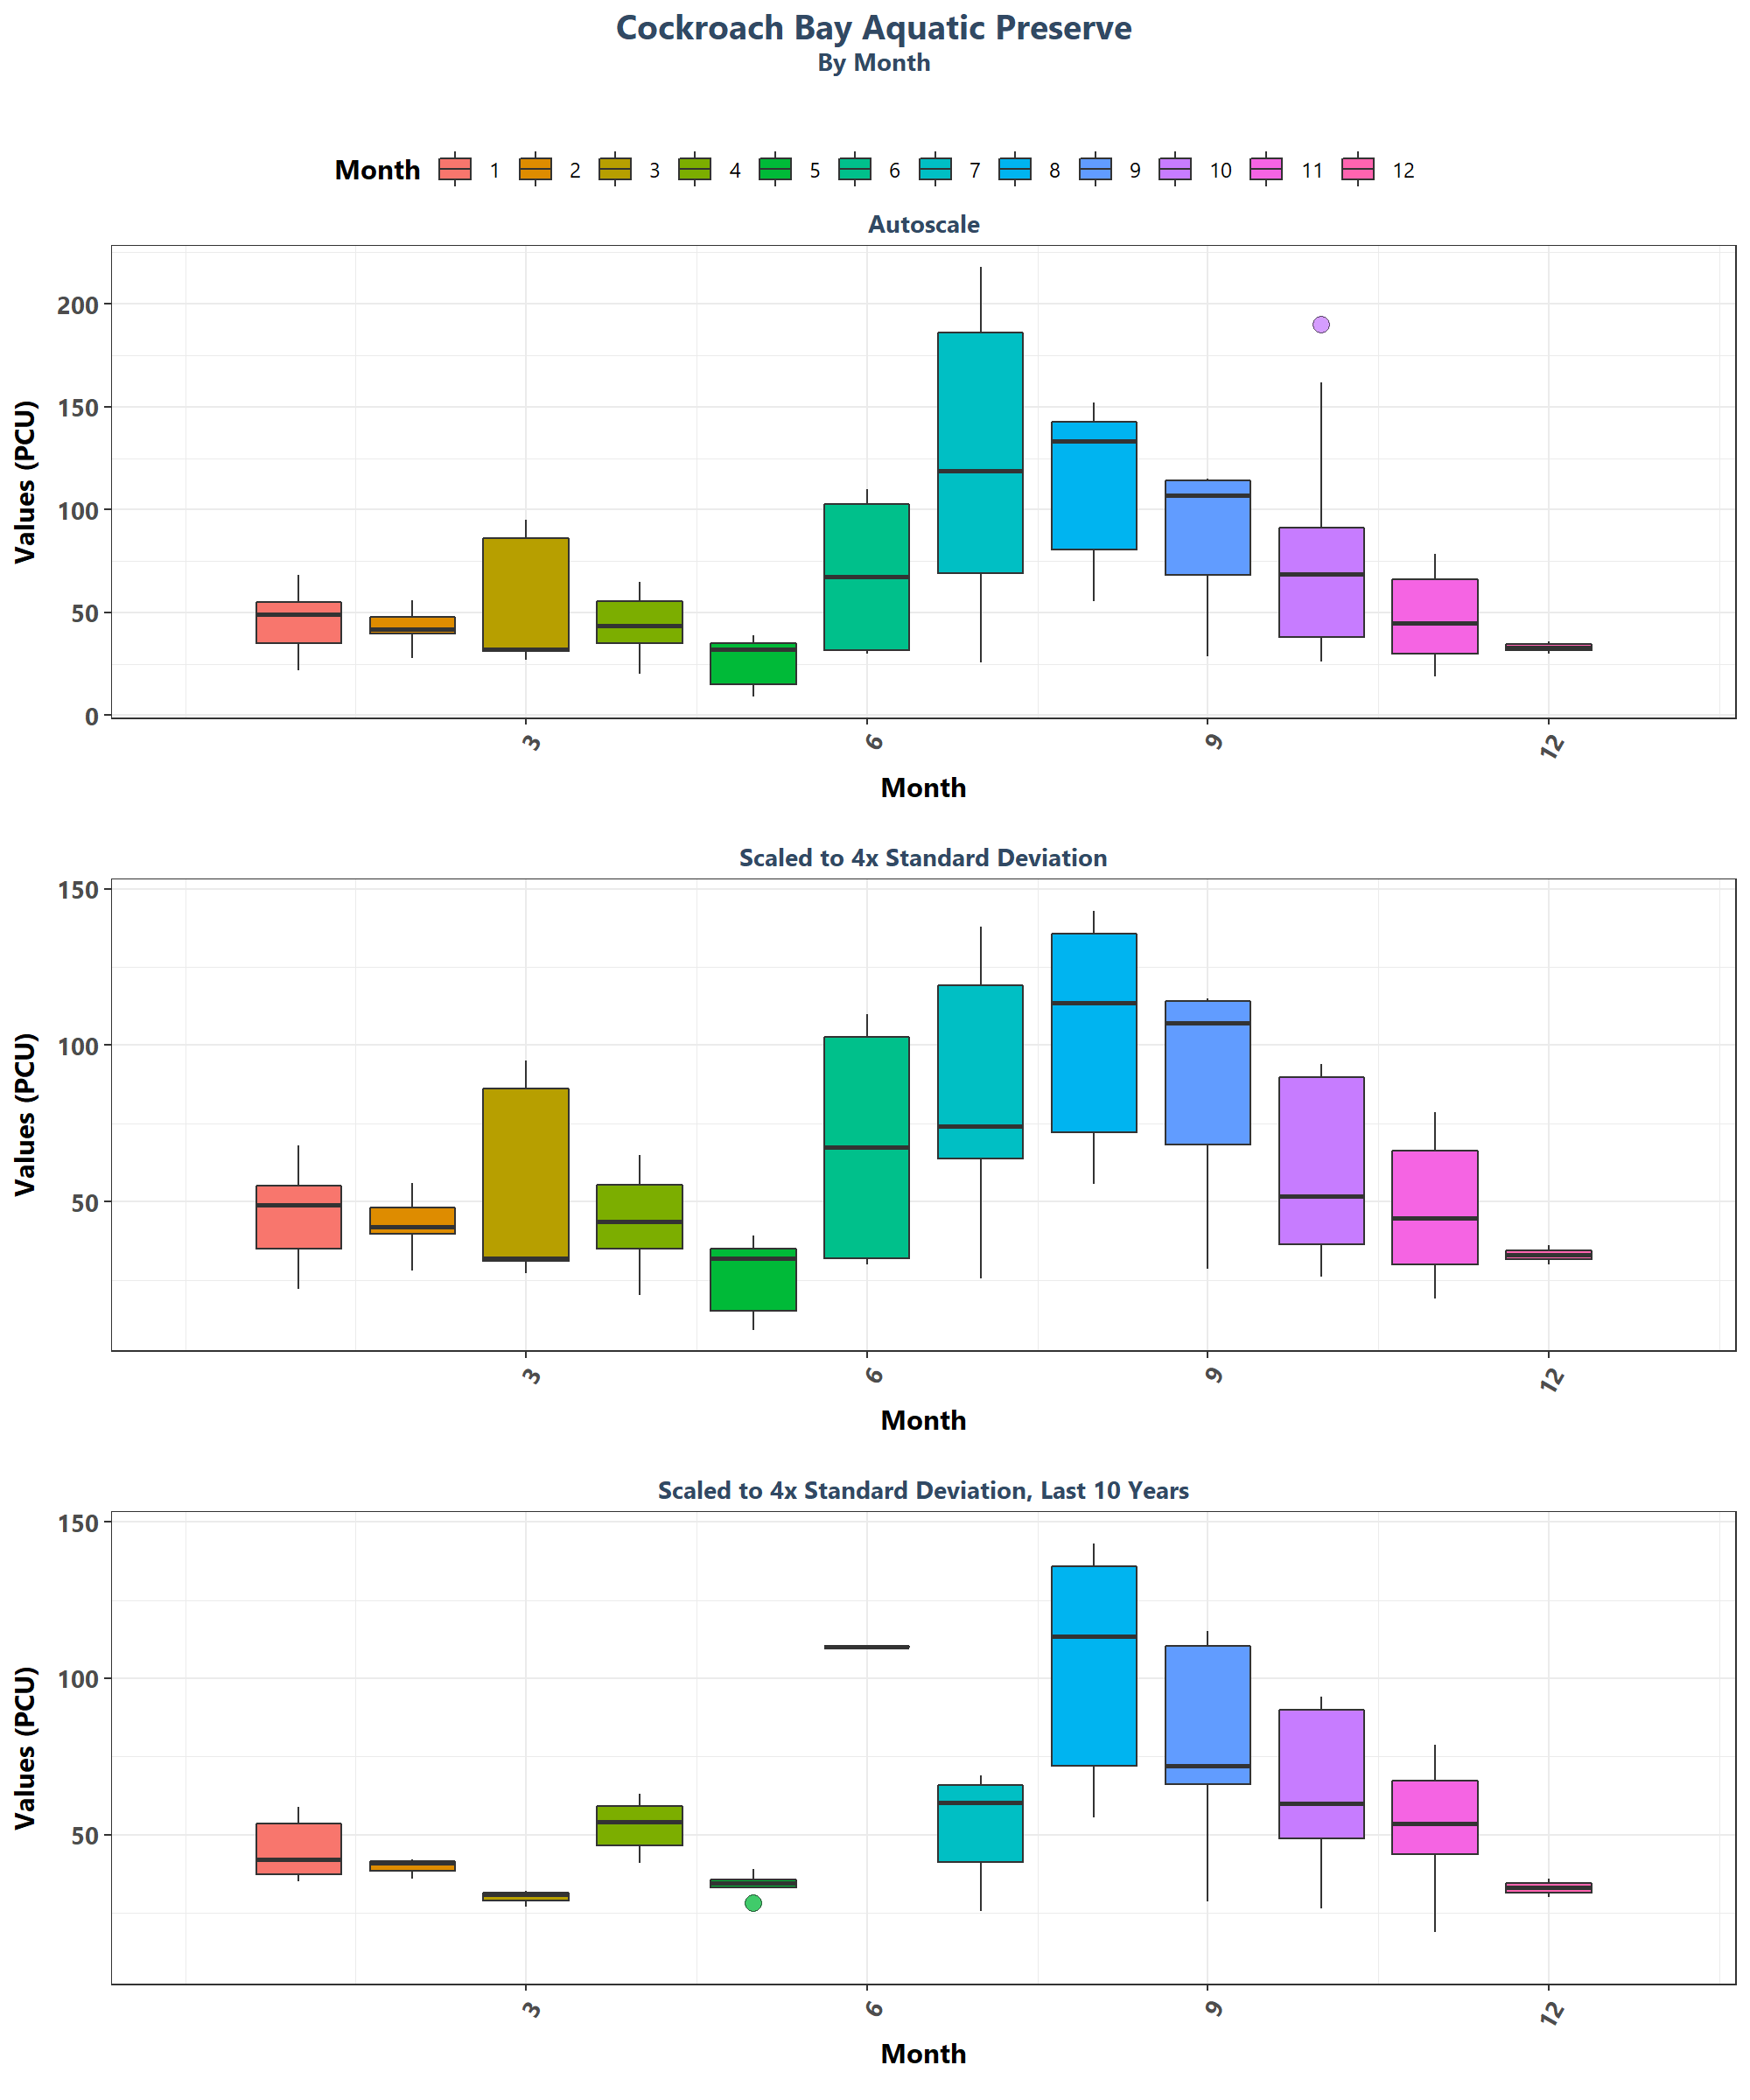 Cockroach Bay Aquatic Preserve
By Month
Month 1 2 3 4 5 6 7 8 9 10 11 12
Autoscale
Values (PCU)
200
150
100
50
0
3 6 9 12
Month
Scaled to 4x Standard Deviation
Values (PCU)
150
100
50
3 6 9 12
Month
Scaled to 4x Standard Deviation, Last 10 Years
Values (PCU)
150
100
50
3 6 9 12
Month